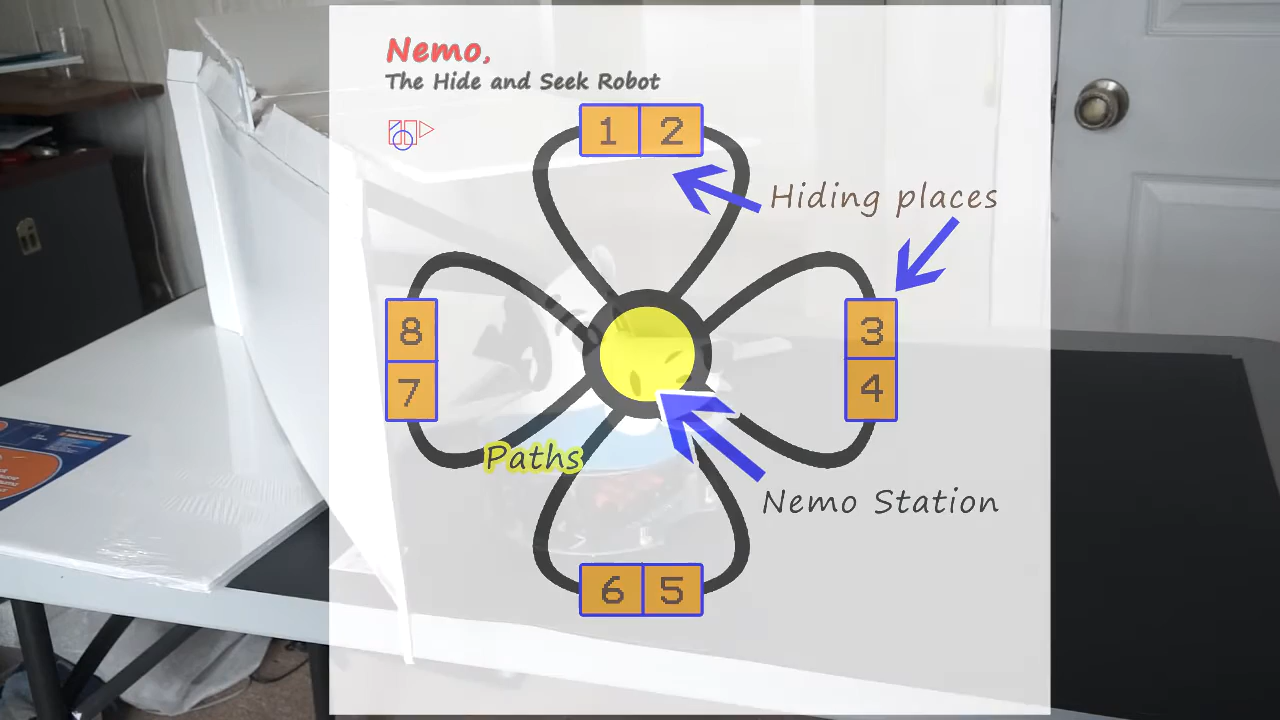 Nemo,
The Hide and Seek Robot
1 2
Hiding places
8
7
3
4
Paths
Nemo Station
6 5